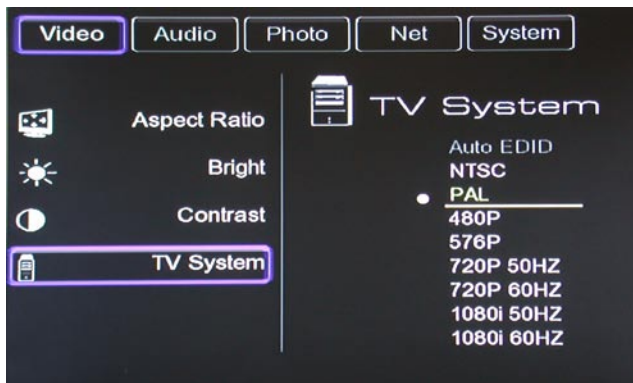 Video Audio Photo Net System
Aspect Ratio
Bright
Contrast
TV System
TV System
Auto EDID
NTSC
PAL
480P
576P
720P 50HZ
720P 60HZ
1080i 50HZ
1080i 60HZ